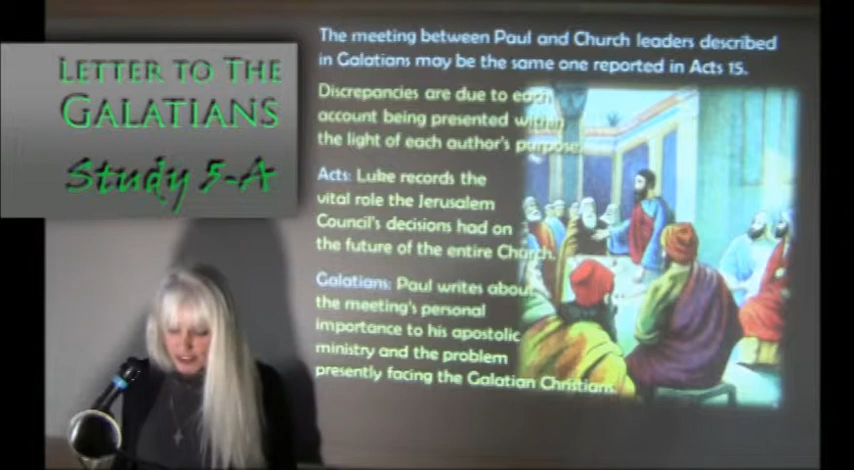 LETTER TO THE
GALATIANS
Study 5-A
The meeting between Paul and Church leaders described
in Galatians may be the same one reported in Acts 15.
Discrepancies are due to each
account being presented within
the light of each author's purpose.
Acts: Luke records the
vital role the Jerusalem
Council's decisions had on
the future of the entire Church.
Galatians: Paul writes about
the meeting's personal
importance to his apostolic
ministry and the problem
presently facing the Galatian Christians.